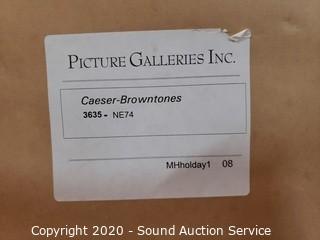 PICTURE GALLERIES INC.
Caeser-Browntones
3635 - NE74
MHholday1 08
Copyright 2020 - Sound Auction Service